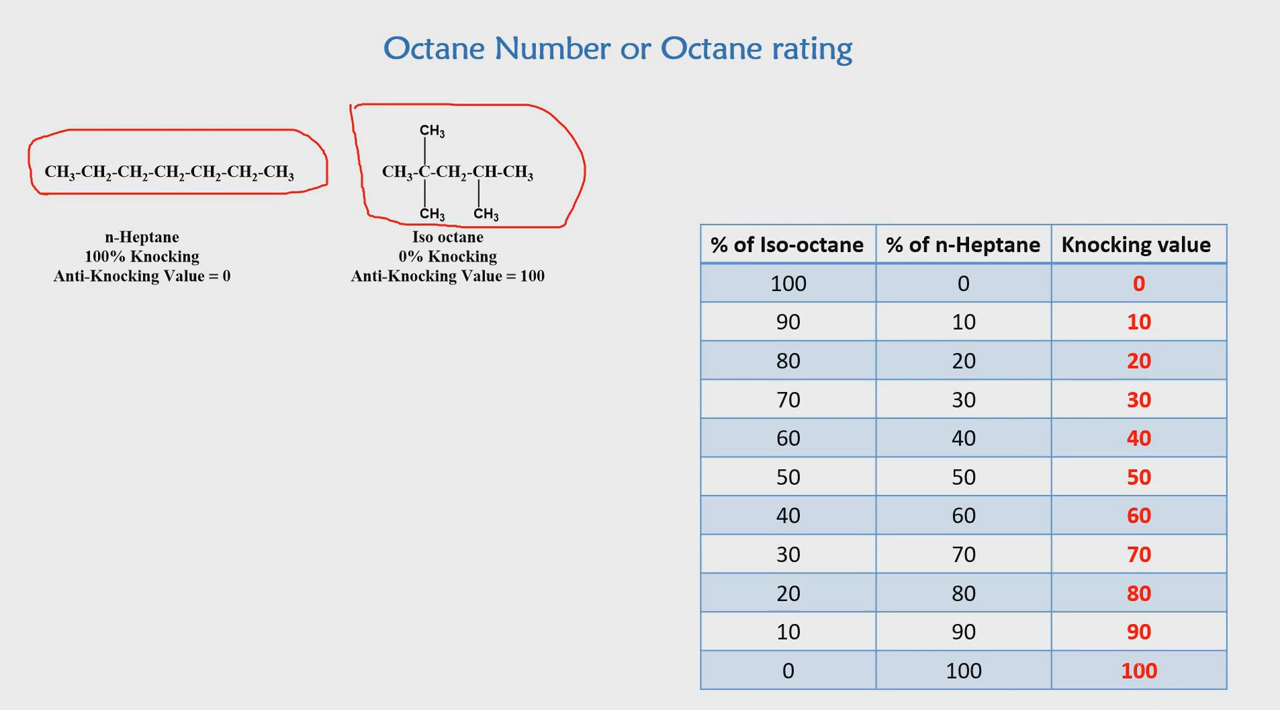 Octane Number or Octane rating
CH3-CH2-CH2-CH2-CH2-CH2-CH3
n-Heptane
100% Knocking
Anti-Knocking Value = 0
CH3
CH3-C-CH2-CH-CH3
CH3 CH3
Iso octane
0% Knocking
Anti-Knocking Value = 100
% of Iso-octane % of n-Heptane Knocking value
100 0 0
90 10 10
80 20 20
70 30 30
60 40 40
50 50 50
40 60 60
30 70 70
20 80 80
10 90 90
0 100 100